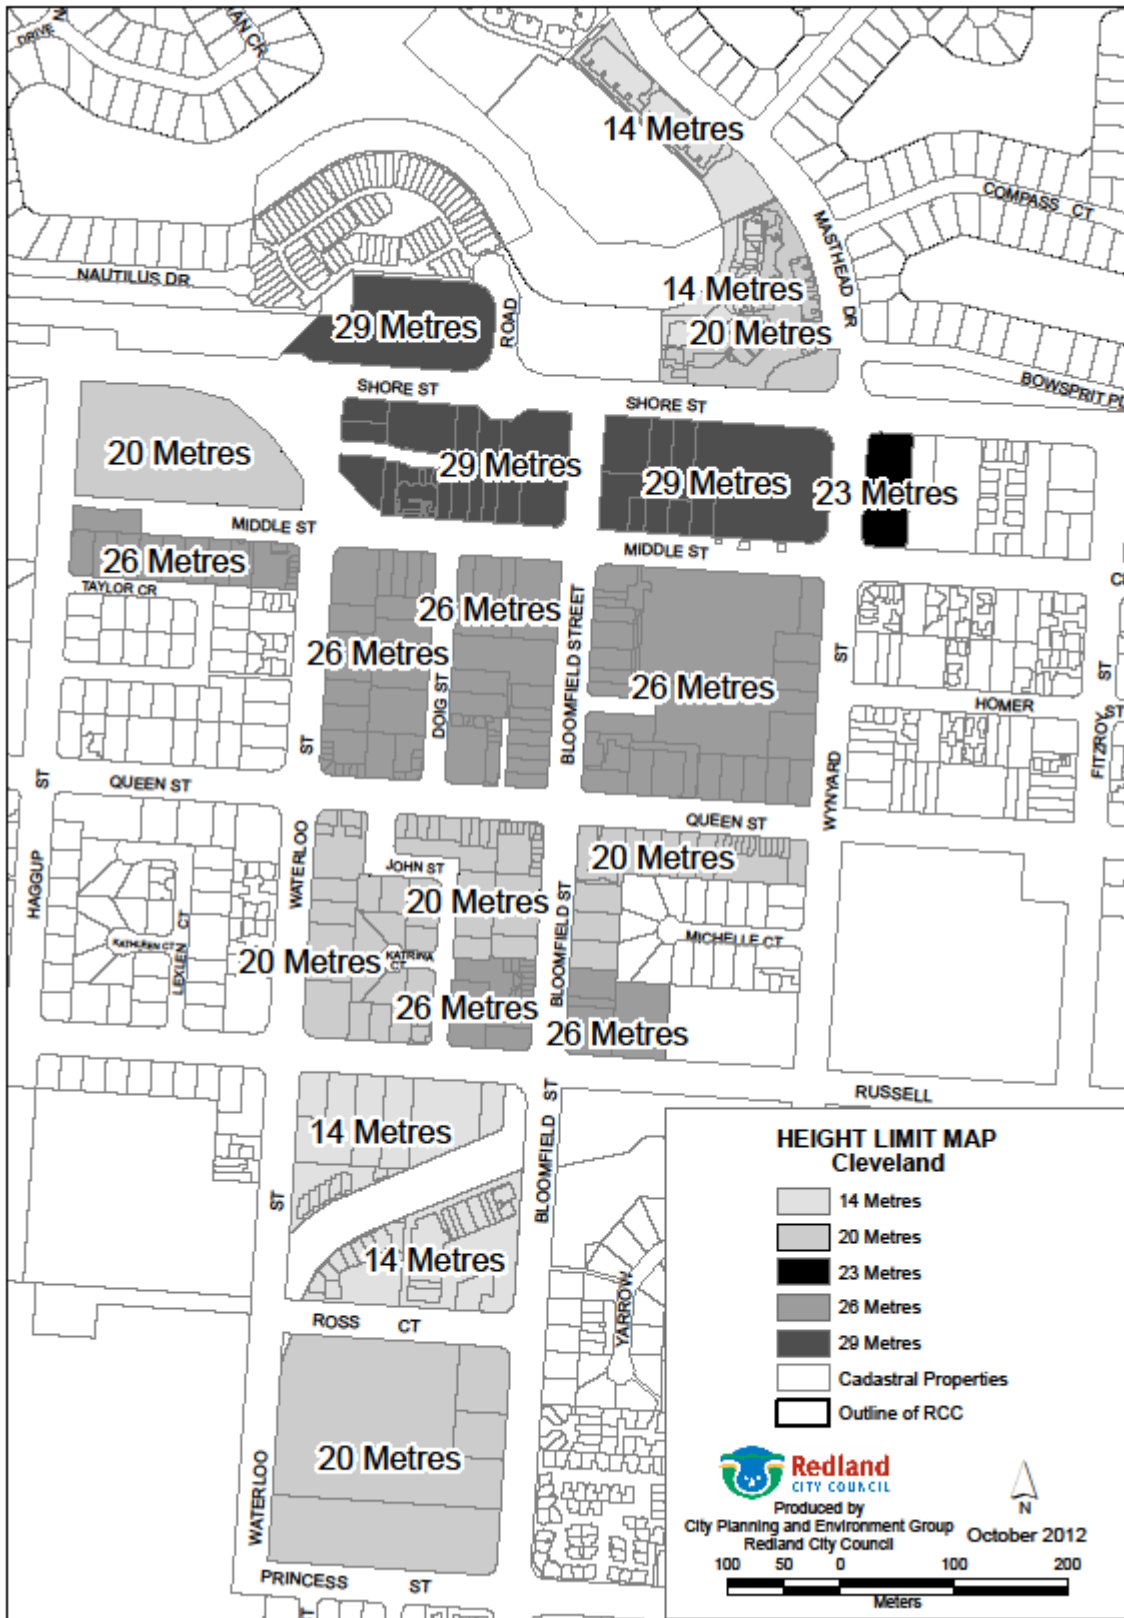 DRIVE
MAN CR
14 Metres
COMPASS CT
MASTHEAD DR
NAUTILUS DR
14 Metres
29 Metres
ROAD
20 Metres
SHORE ST
SHORE ST
BOWSPRIT
20 Metres
29 Metres
29 Metres
23 Metres
MIDDLE ST
MIDDLE ST
26 Metres
TAYLOR CR
26 Metres
BLOOMFIELD STREET
26 Metres
ST
26 Metres
ST
DOIG ST
HOMER
ST
ST
FITZROY
QUEEN ST
ST
WYNYARD
QUEEN ST
WATERLOO
HAGGUP
JOHN ST
20 Metres
20 Metres
BLOOMFIELD ST
KATHLEEN CT
LEXLEN CT
MICHELLE CT
20 Metres
KATRINA
CT
26 Metres
26 Metres
RUSSELL
14 Metres
BLOOMFIELD ST
ST
14 Metres
ROSS CT
YARROW
20 Metres
WATERLOO
PRINCESS ST
HEIGHT LIMIT MAP
Cleveland
14 Metres
20 Metres
23 Metres
26 Metres
29 Metres
Cadastral Properties
Outline of RCC
Redland
CITY COUNCIL
Produced by
City Planning and Environment Group
Redland City Council
N
October 2012
100 50 0 100 200
Meters